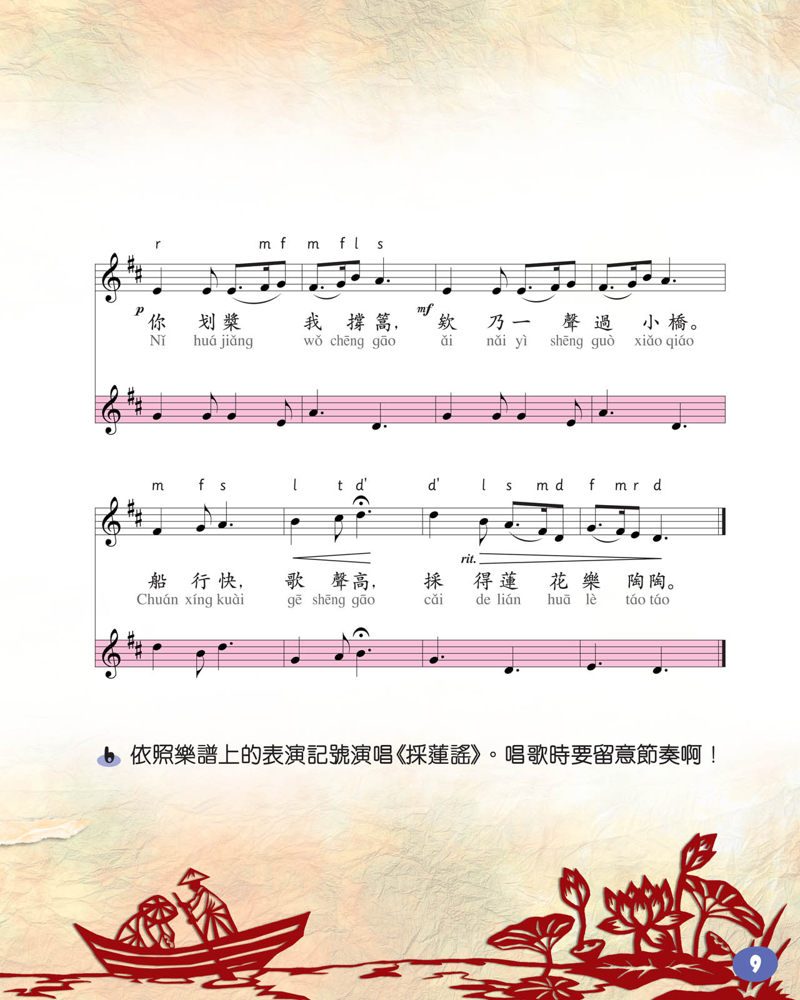 r m f m f l s
p mf
你 划 槳 我 撐 篙， 欸 乃 一 聲 過 小 橋。
Nǐ huá jiǎng wǒ chēng gāo ǎi nǎi yì shēng guò xiǎo qiáo
m f s l t d' d' l s m d f m r d
rit.
船 行 快， 歌 聲 高， 採 得 蓮 花 樂 陶 陶。
Chuán xíng kuài gē shēng gāo cǎi de lián huā lè táo táo
b 依照樂譜上的表演記號演唱《採蓮謠》。唱歌時要留意節奏啊！
9